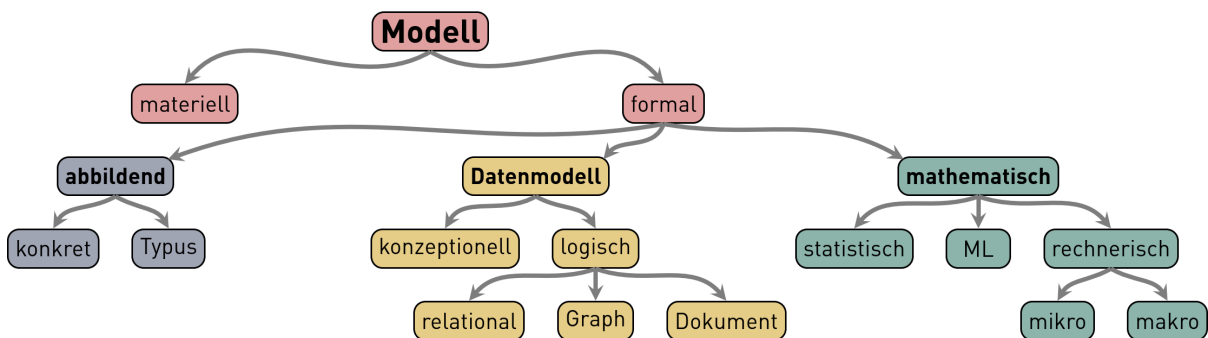 Modell
materiell
formal
abbildend
Datenmodell
mathematisch
konkret
Typus
konzeptionell
logisch
statistisch
ML
rechnerisch
relational
Graph
Dokument
mikro
makro